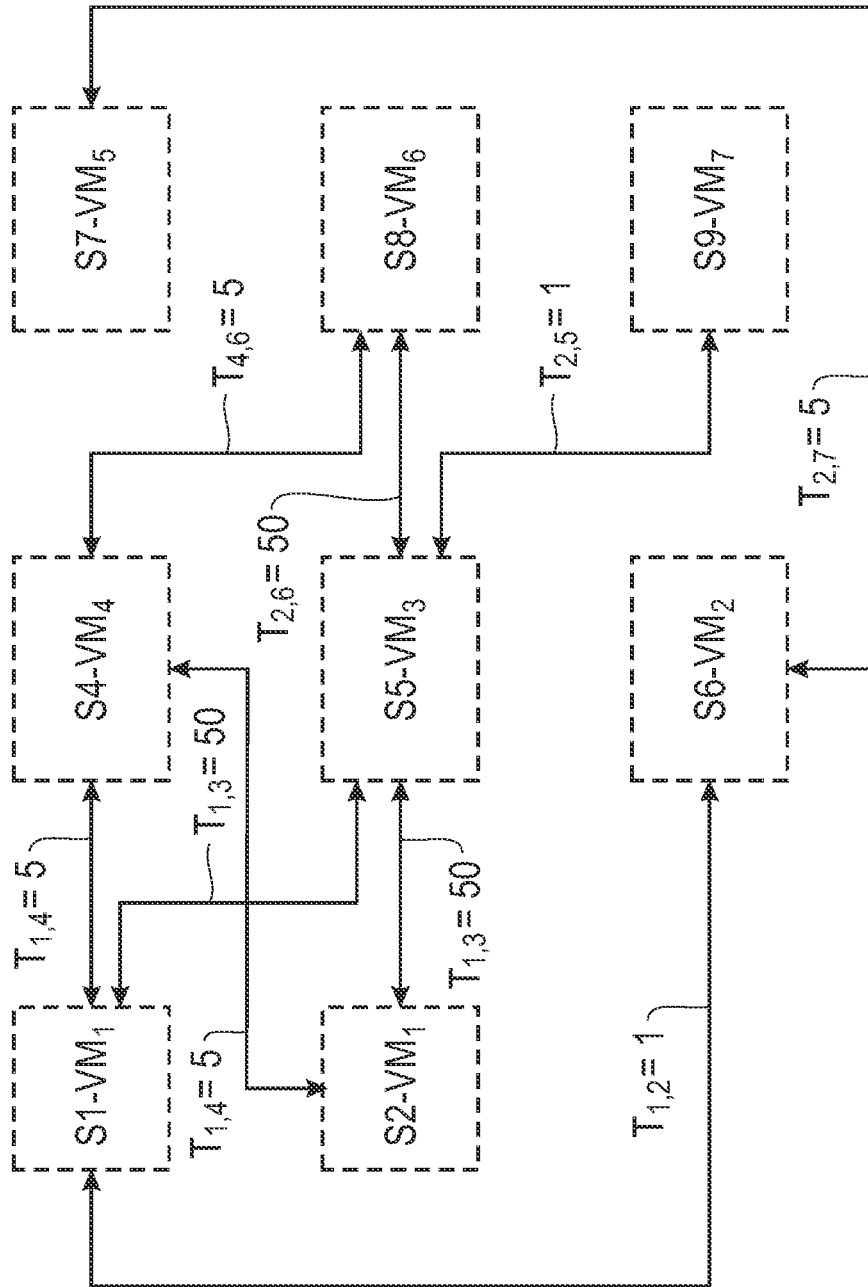 T1,4= 5
S1-VM1
S4-VM4
S7-VM5
T1,4= 5
T1,3= 50
T4,6= 5
T2,6= 50
S2-VM1
S5-VM3
S8-VM6
T1,3= 50
T2,5= 1
T1,2= 1
S6-VM2
S9-VM7
T2,7= 5